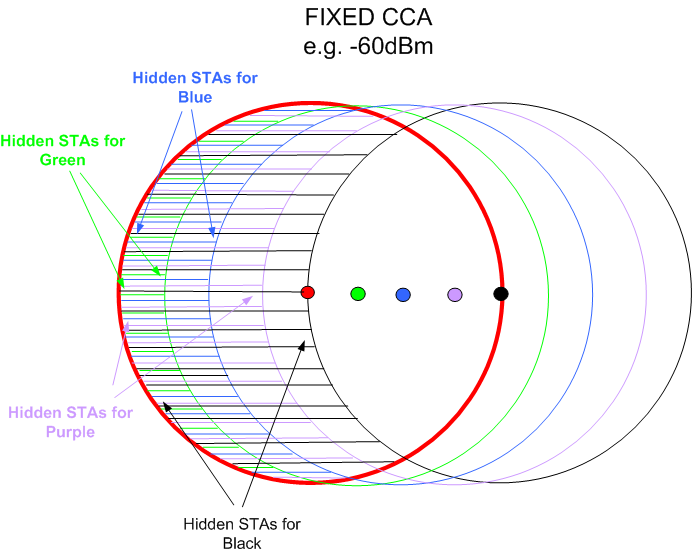 FIXED CCA
e.g. -60dBm
Hidden STAs for
Blue
Hidden STAs for
Green
Hidden STAs for
Purple
Hidden STAs for
Black